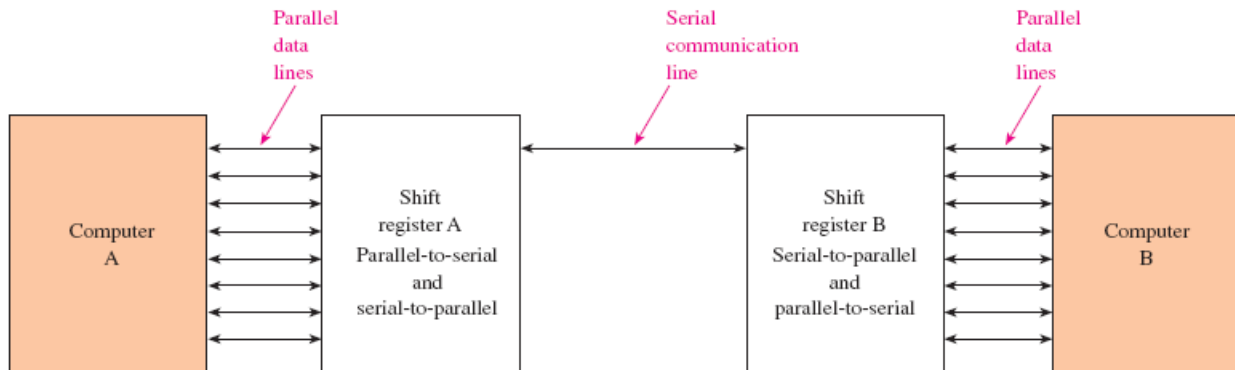 Parallel
data
lines
Serial
communication
line
Parallel
data
lines
Computer
A
Shift
register A
Parallel-to-serial
and
serial-to-parallel
Shift
register B
Serial-to-parallel
and
parallel-to-serial
Computer
B